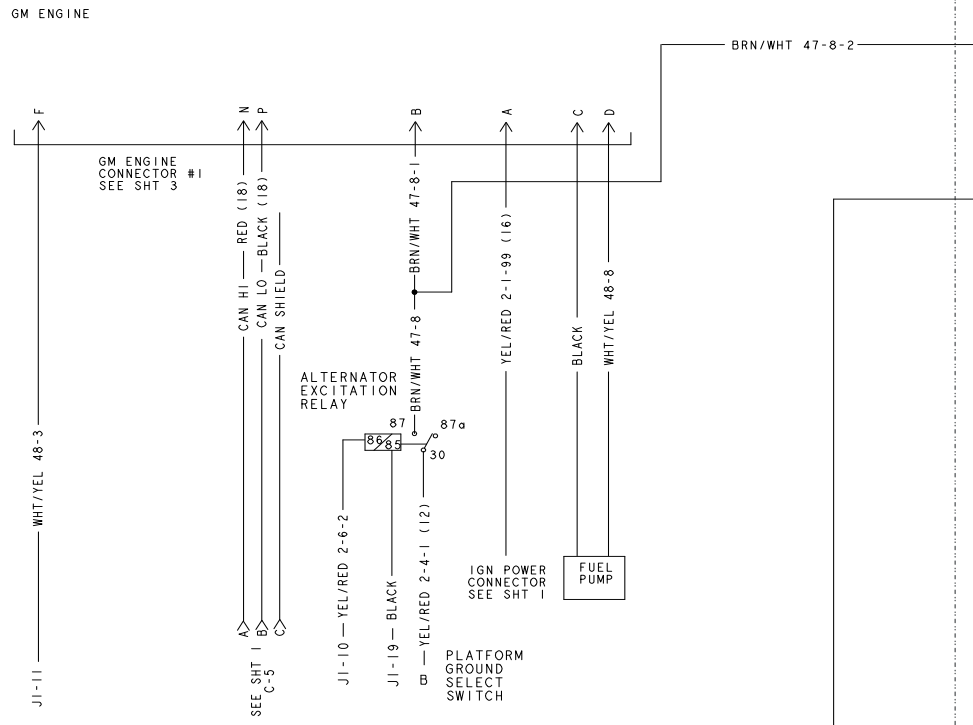 GM ENGINE
BRN/WHT 47-8-2
F
N
P
B
A
C
D
GM ENGINE
CONNECTOR #1
SEE SHT 3
CAN HI
RED (18)
CAN LO
BLACK (18)
CAN SHIELD
BRN/WHT 47-8-1
BRN/WHT 47-8
YEL/RED 2-1-99 (16)
BLACK
WHT/YEL 48-8
ALTERNATOR
EXCITATION
RELAY
87
87a
86
85
30
WHT/YEL 48-3
J1-11
A
B
C
SEE SHT 1
C-5
J1-10
YEL/RED 2-6-2
J1-19
BLACK
YEL/RED 2-4-1 (12)
B
PLATFORM
GROUND
SELECT
SWITCH
IGN POWER
CONNECTOR
SEE SHT 1
FUEL
PUMP